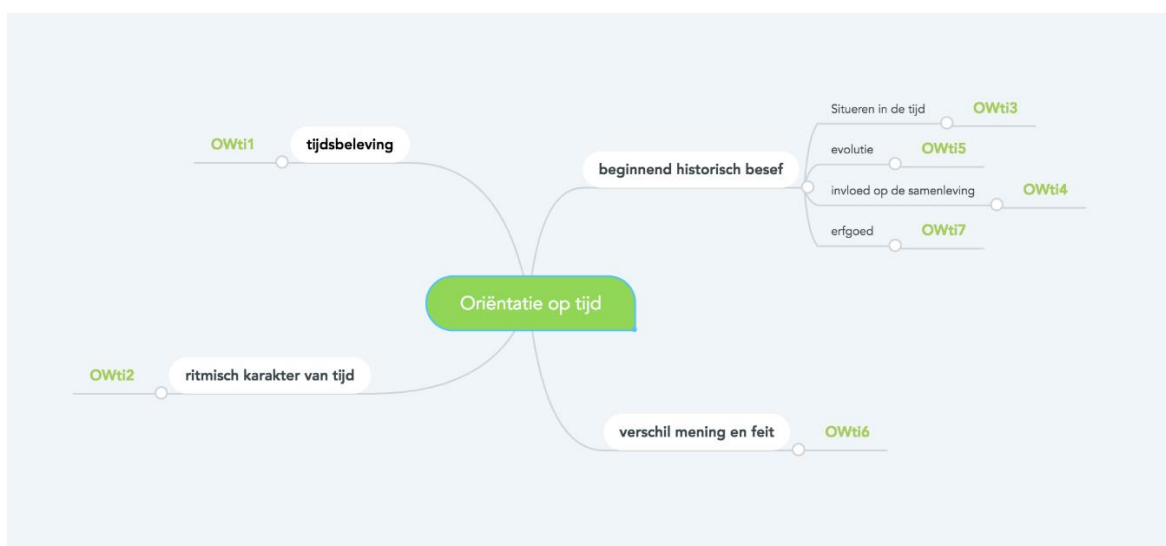 OWti1
tijdsbeleving
beginnend historisch besef
Situeren in de tijd
OWti3
evolutie
OWti5
invloed op de samenleving
OWti4
erfgoed
OWti7
Oriëntatie op tijd
OWti2
ritmisch karakter van tijd
verschil mening en feit
OWti6